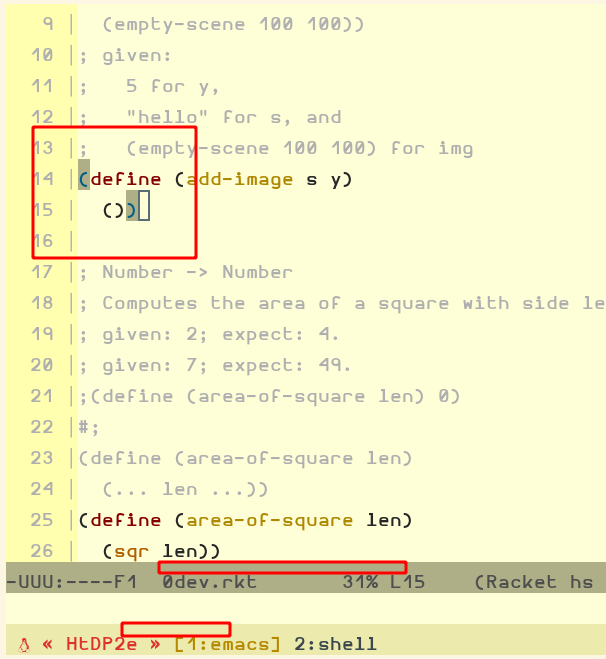 9 | (empty-scene 100 100))
10 |; given:
11 |; 5 for y,
12 |; "hello" for s, and
13 |; (empty-scene 100 100) for img
14 |(define (add-image s y)
15 | ())
16 |
17 |; Number -> Number
18 |; Computes the area of a square with side le
19 |; given: 2; expect: 4.
20 |; given: 7; expect: 49.
21 |;(define (area-of-square len) 0)
22 |#;
23 |(define (area-of-square len)
24 | (... len ...))
25 |(define (area-of-square len)
26 | (sqr len))
-UUU:----F1 0dev.rkt 31% L15 (Racket hs
« HtDP2e » [1:emacs] 2:shell